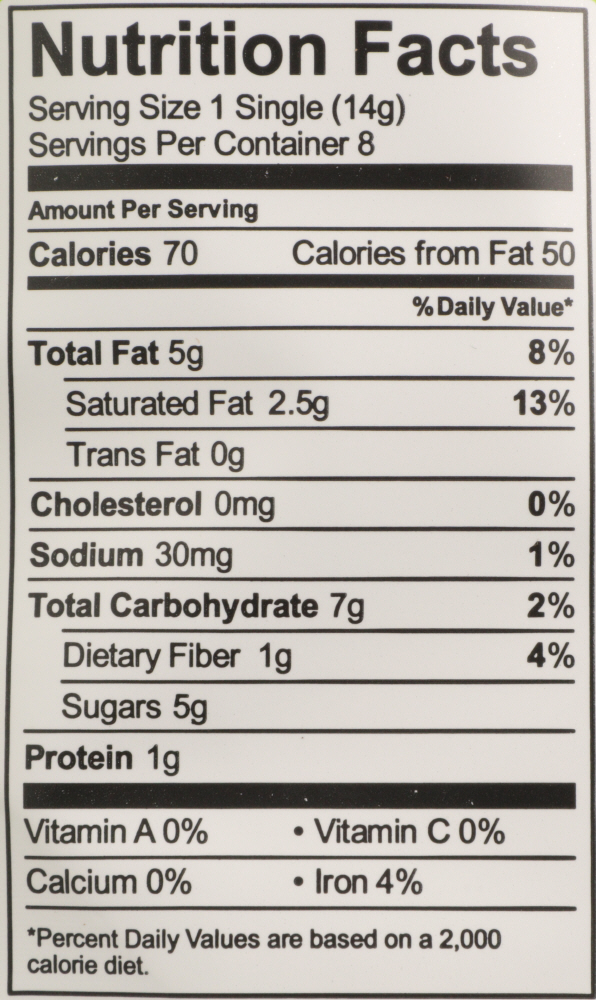 Nutrition Facts
Serving Size 1 Single (14g)
Servings Per Container 8
Amount Per Serving
Calories 70 Calories from Fat 50
% Daily Value*
Total Fat 5g 8%
Saturated Fat 2.5g 13%
Trans Fat 0g
Cholesterol 0mg 0%
Sodium 30mg 1%
Total Carbohydrate 7g 2%
Dietary Fiber 1g 4%
Sugars 5g
Protein 1g
Vitamin A 0% • Vitamin C 0%
Calcium 0% • Iron 4%
*Percent Daily Values are based on a 2,000
calorie diet.